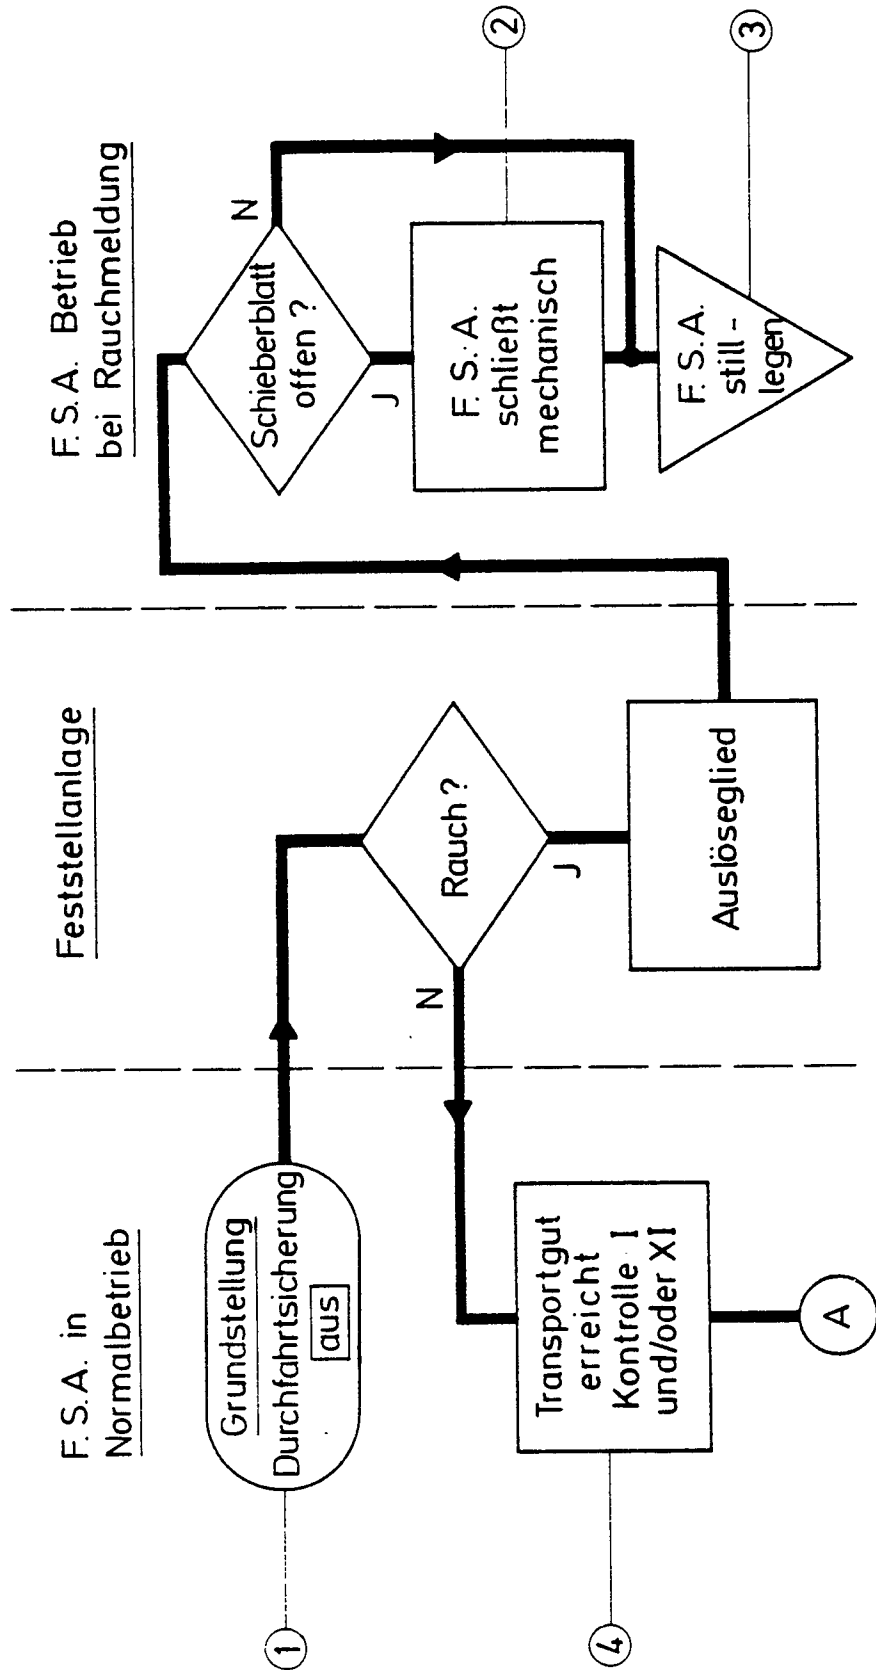 F.S.A. in
Normalbetrieb
Feststellanlage
F.S.A. Betrieb
bei Rauchmeldung
1
Grundstellung
Durchfahrtsicherung
aus
Rauch?
N
J
Auslöseglied
Schieberblatt
offen?
N
J
F.S.A.
schließt
mechanisch
2
F.S.A.
still-
legen
3
Transportgut
erreicht
Kontrolle I
und/oder XI
4
A